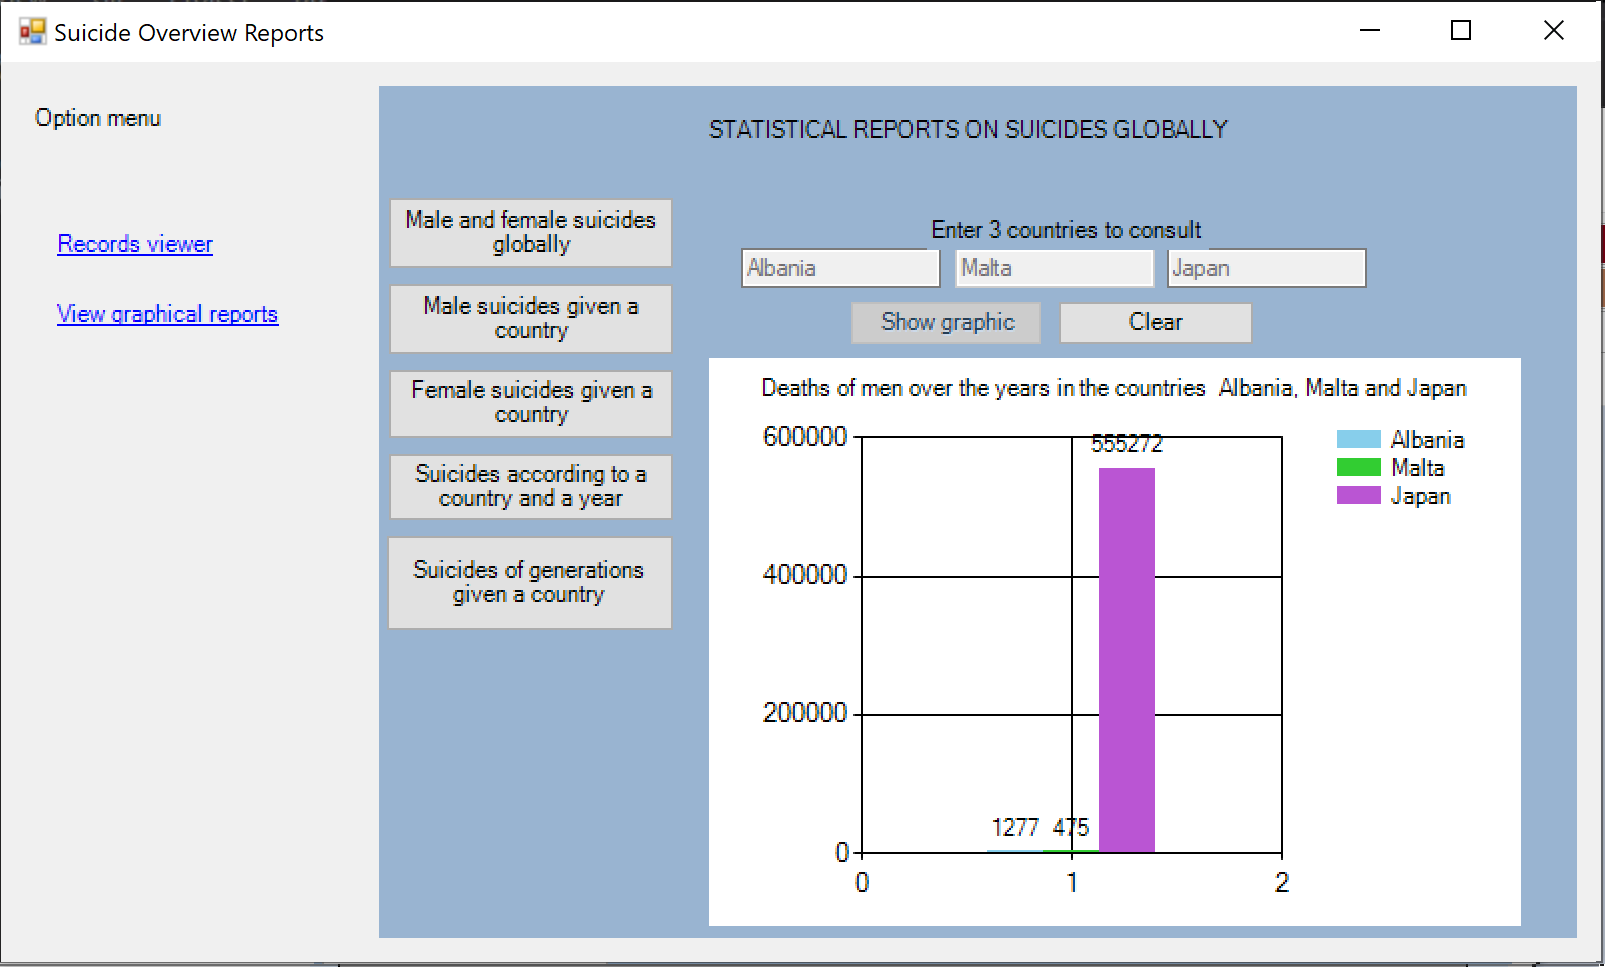 Suicide Overview Reports
Option menu
Records viewer
View graphical reports
STATISTICAL REPORTS ON SUICIDES GLOBALLY
Male and female suicides
globally
Male suicides given a
country
Female suicides given a
country
Suicides according to a
country and a year
Suicides of generations
given a country
Enter 3 countries to consult
Albania Malta Japan
Show graphic Clear
Deaths of men over the years in the countries Albania, Malta and Japan
600000
400000
200000
0
555272
1277 475
0 1 2
Albania
Malta
Japan